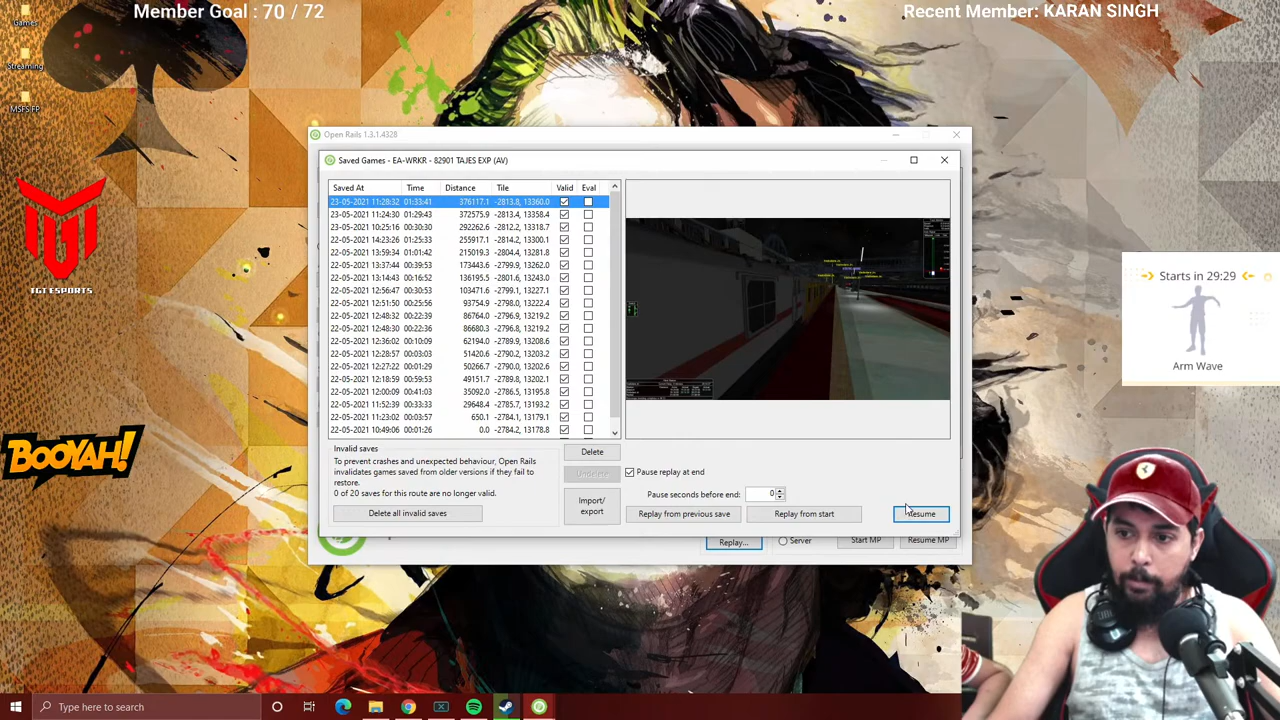 Member Goal : 70 / 72
Recent Member: KARAN SINGH
Games
Streaming
MSFS FP
TGT ESPORTS
BOOYAH!
Open Rails 1.3.1.4328
Saved Games - EA-WRKR - 82901 TAJES EXP (AV)
Saved At Time Distance Tile Valid Eval
23-05-2021 11:28:32 01:33:41 376117.1 -2813.8, 13360.0
23-05-2021 11:24:30 01:29:43 372575.9 -2813.4, 13358.4
23-05-2021 10:25:16 00:30:30 292262.6 -2812.2, 13318.7
22-05-2021 14:23:26 01:25:33 255917.1 -2814.2, 13300.1
22-05-2021 13:59:34 01:01:42 215019.3 -2804.4, 13281.8
22-05-2021 13:37:44 00:39:53 173443.6 -2799.9, 13262.0
22-05-2021 13:14:43 00:16:52 136195.5 -2801.6, 13243.0
22-05-2021 12:56:47 00:30:53 103471.6 -2799.1, 13227.1
22-05-2021 12:51:50 00:25:56 93754.9 -2798.0, 13222.4
22-05-2021 12:48:32 00:22:39 86764.0 -2796.9, 13219.2
22-05-2021 12:48:32 00:22:36 86680.3 -2796.8, 13219.2
22-05-2021 12:36:02 00:10:09 62194.0 -2789.6, 13208.6
22-05-2021 12:28:57 00:03:03 51420.6 -2790.2, 13203.2
22-05-2021 12:27:22 00:01:29 50266.7 -2790.0, 13202.6
22-05-2021 12:18:59 00:59:53 49151.7 -2789.8, 13202.1
22-05-2021 12:00:09 00:41:03 35092.0 -2786.5, 13195.8
22-05-2021 11:52:39 00:33:33 29648.4 -2785.7, 13193.2
22-05-2021 11:23:02 00:03:57 650.1 -2784.1, 13179.1
22-05-2021 10:49:06 00:01:26 0.0 -2784.2, 13178.8
Invalid saves
To prevent crashes and unexpected behaviour, Open Rails
invalidates games saved from older versions if they fail to
restore.
0 of 20 saves for this route are no longer valid.
Delete all invalid saves
Delete
Undelete
Import/
export
Pause replay at end
Pause seconds before end: 0
Replay from previous save
Replay from start
Resume
Replay...
Server
Start MP
Resume MP
Starts in 29:29
Arm Wave
Type here to search